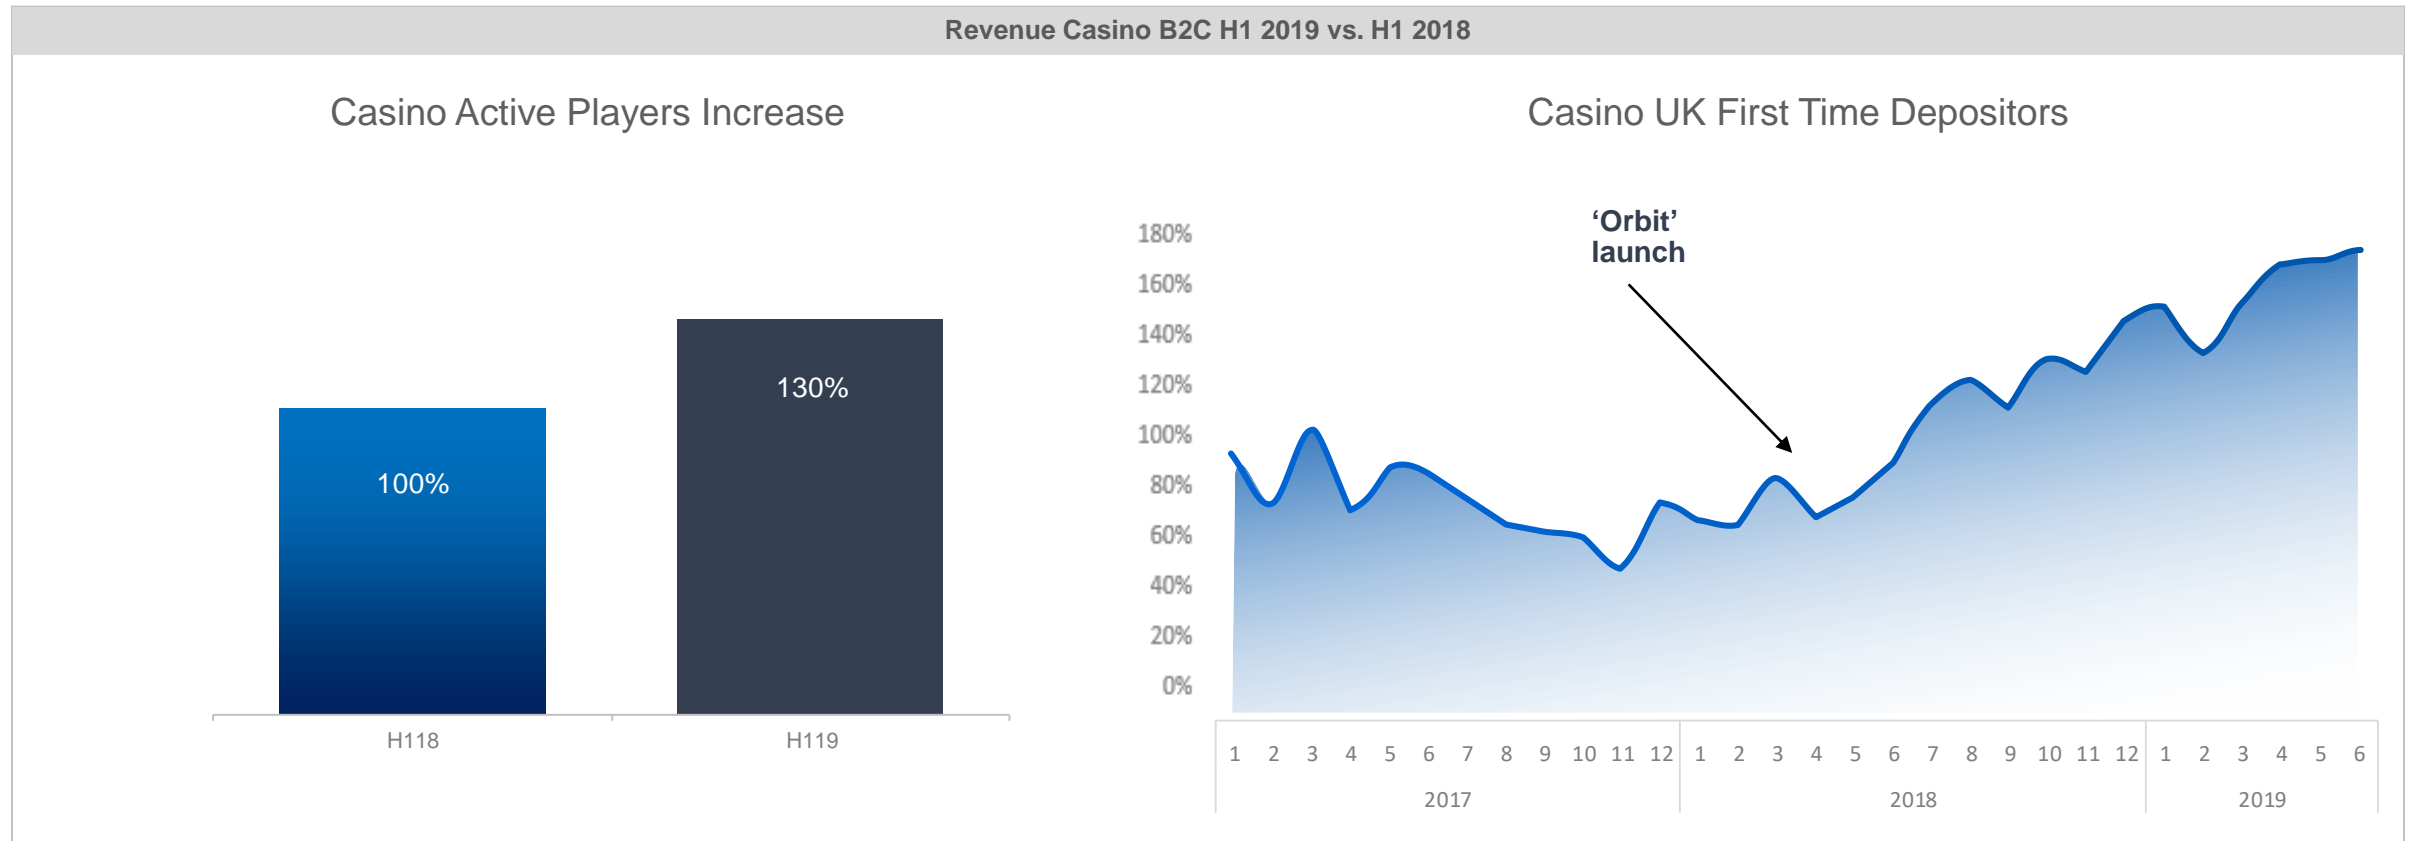 Revenue Casino B2C H1 2019 vs. H1 2018
Casino Active Players Increase
100%
130%
H118
H119
Casino UK First Time Depositors
‘Orbit’
launch
180%
160%
140%
120%
100%
80%
60%
40%
20%
0%
1 2 3 4 5 6 7 8 9 10 11 12 1 2 3 4 5 6 7 8 9 10 11 12 1 2 3 4 5 6
2017 2018 2019